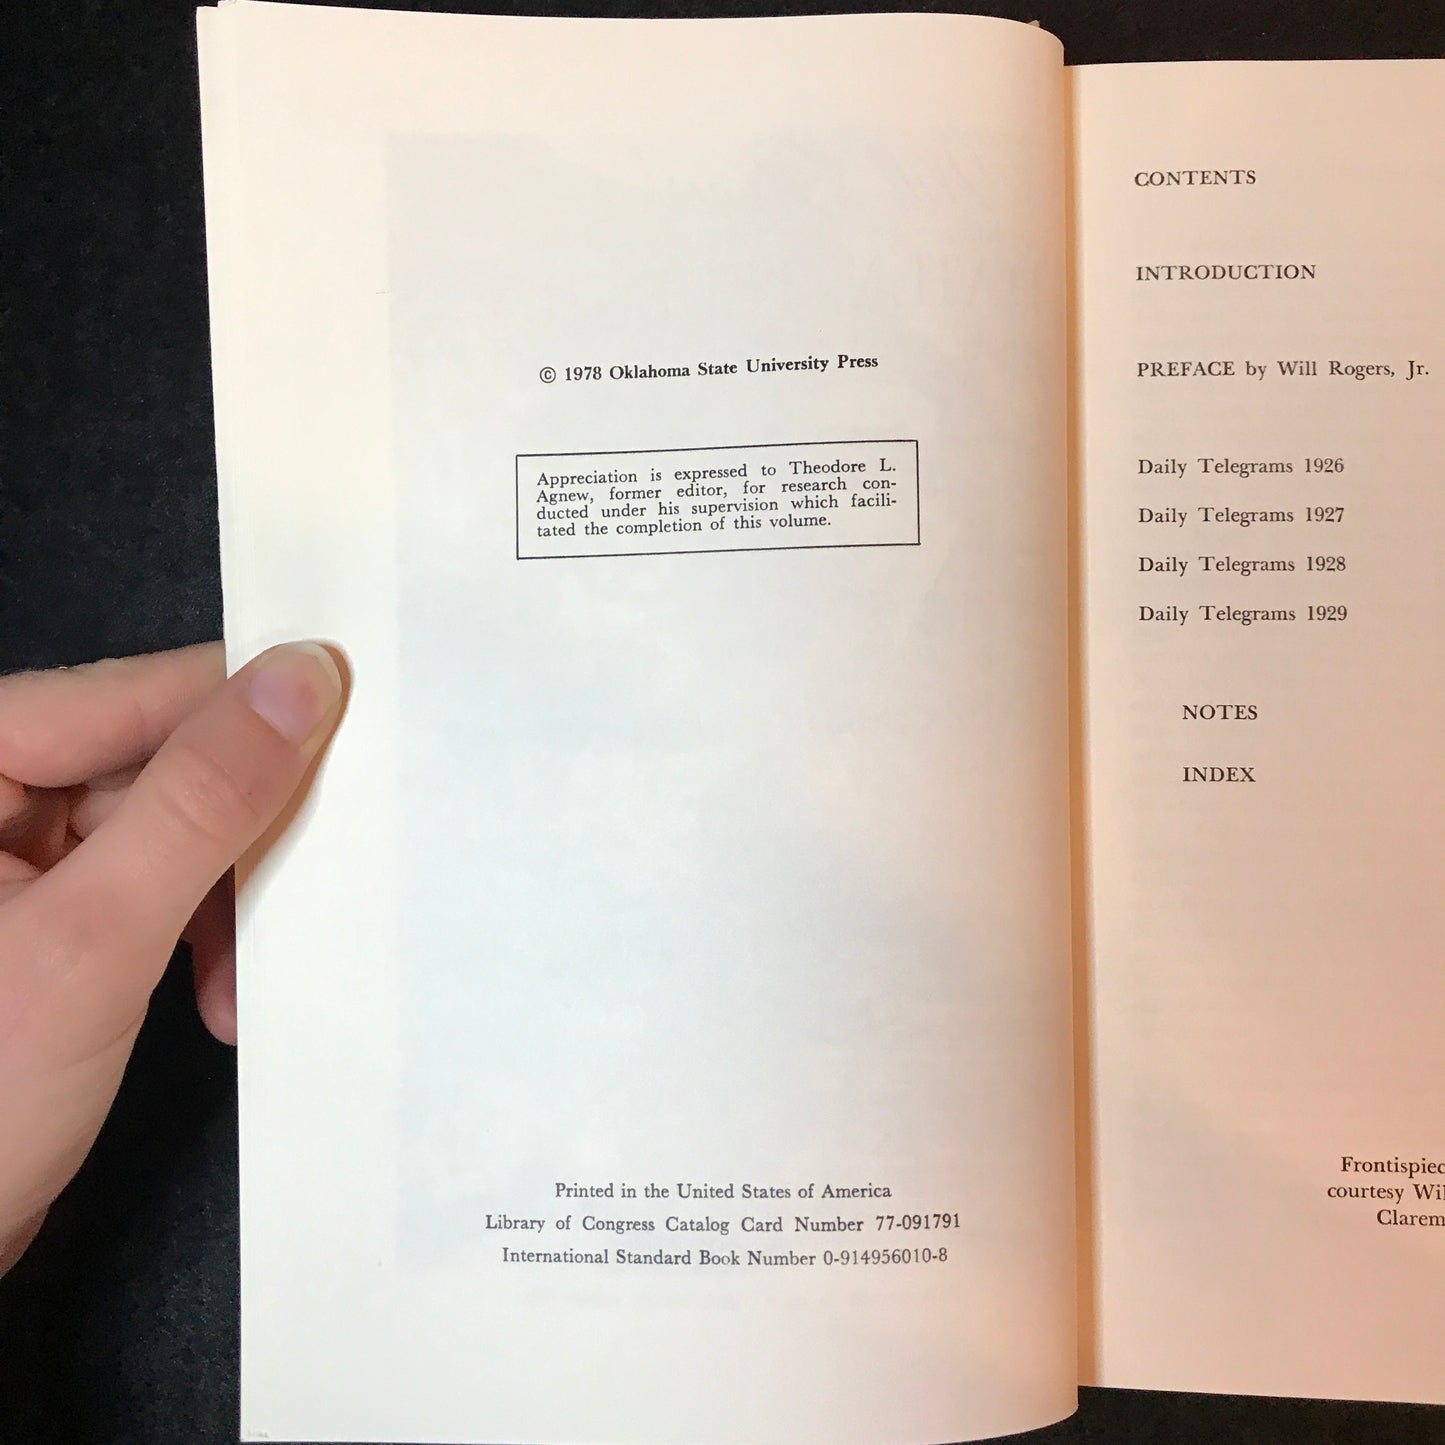 © 1978 Oklahoma State University Press
Appreciation is expressed to Theodore L.
Agnew, former editor, for research con-
ducted under his supervision which facili-
tated the completion of this volume.
Printed in the United States of America
Library of Congress Catalog Card Number 77-091791
International Standard Book Number 0-914956010-8
CONTENTS
INTRODUCTION
PREFACE by Will Rogers, Jr.
Daily Telegrams 1926
Daily Telegrams 1927
Daily Telegrams 1928
Daily Telegrams 1929
NOTES
INDEX
Frontispiec
courtesy Wil
Clarem